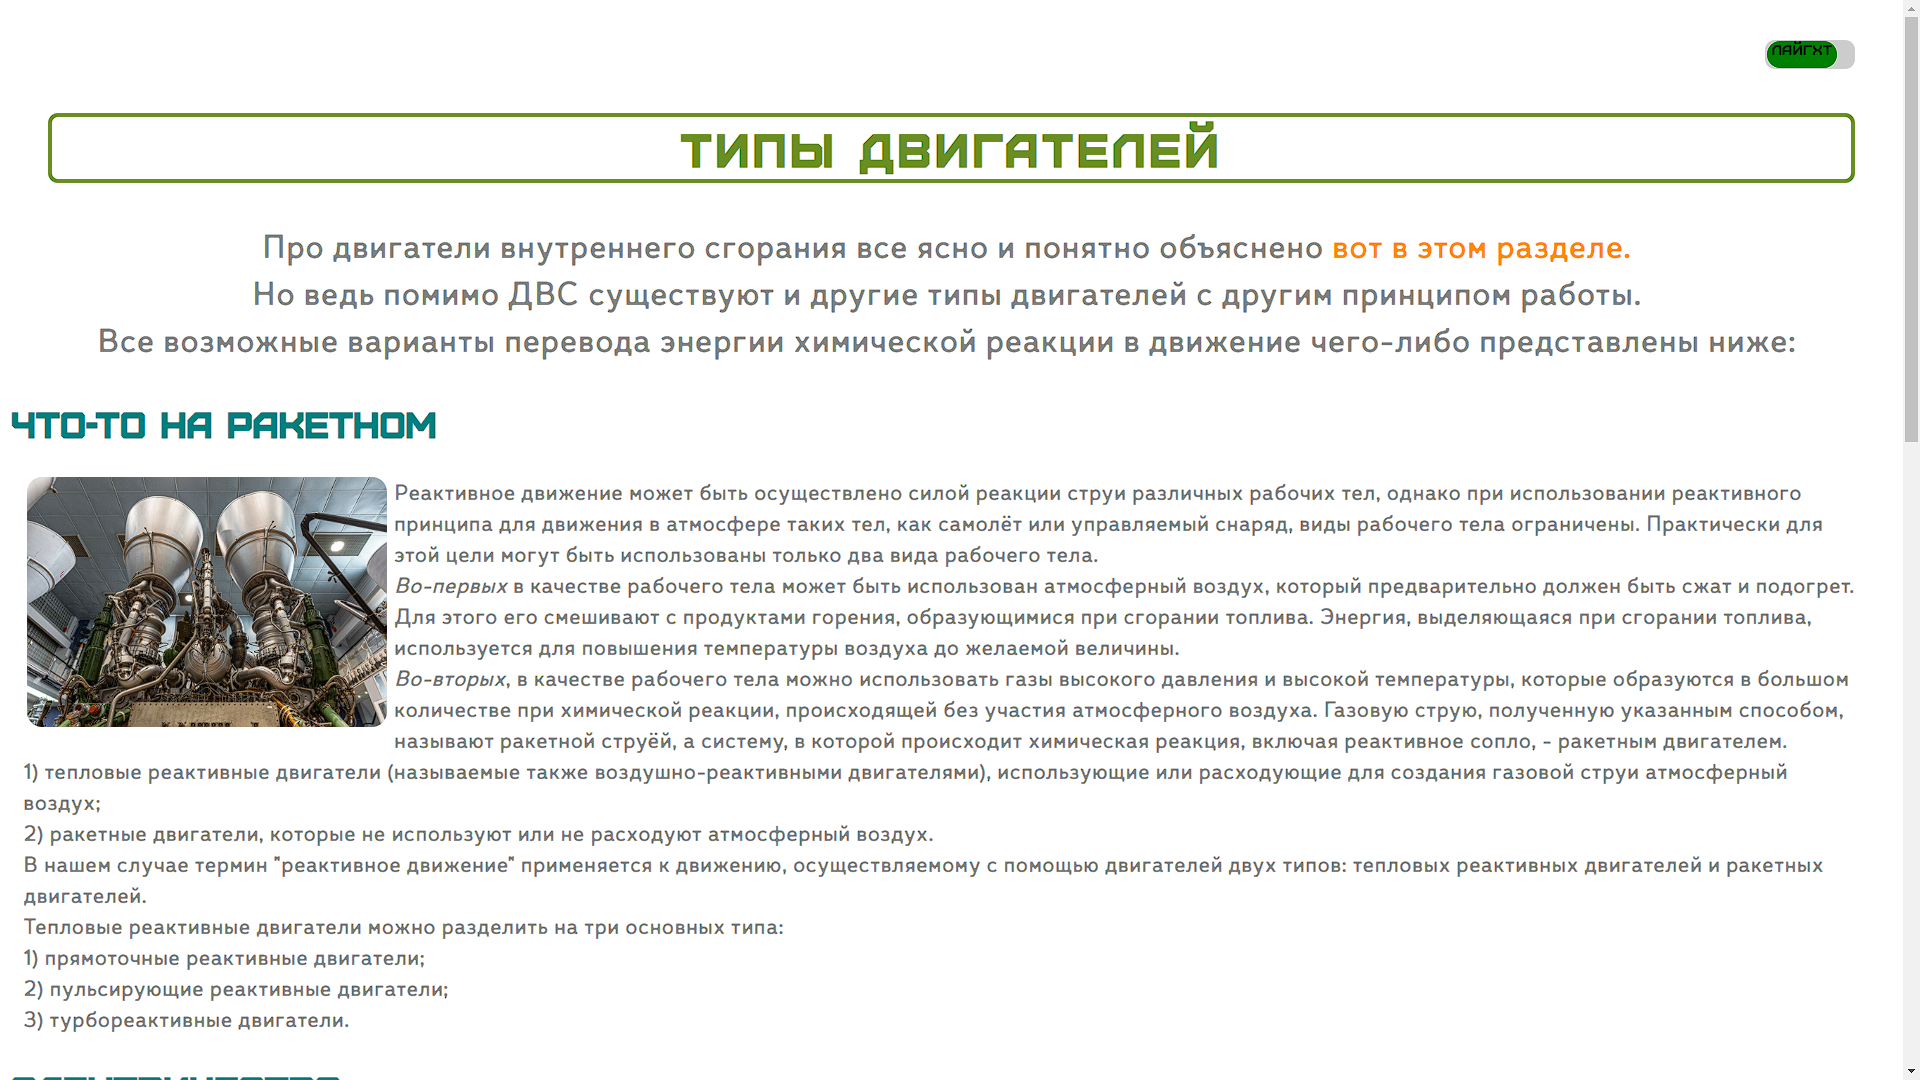 ЛАЙГХТ
ТИПЫ ДВИГАТЕЛЕЙ
Про двигатели внутреннего сгорания все ясно и понятно объяснено вот в этом разделе.
Но ведь помимо ДВС существуют и другие типы двигателей с другим принципом работы.
Все возможные варианты перевода энергии химической реакции в движение чего-либо представлены ниже:
ЧТО-ТО НА РАКЕТНОМ
Реактивное движение может быть осуществлено силой реакции струи различных рабочих тел, однако при использовании реактивного
принципа для движения в атмосфере таких тел, как самолёт или управляемый снаряд, виды рабочего тела ограничены. Практически для
этой цели могут быть использованы только два вида рабочего тела.
Во-первых в качестве рабочего тела может быть использован атмосферный воздух, который предварительно должен быть сжат и подогрет.
Для этого его смешивают с продуктами горения, образующимися при сгорании топлива. Энергия, выделяющаяся при сгорании топлива,
используется для повышения температуры воздуха до желаемой величины.
Во-вторых, в качестве рабочего тела можно использовать газы высокого давления и высокой температуры, которые образуются в большом
количестве при химической реакции, происходящей без участия атмосферного воздуха. Газовую струю, полученную указанным способом,
называют ракетной струёй, а систему, в которой происходит химическая реакция, включая реактивное сопло, - ракетным двигателем.
1) тепловые реактивные двигатели (называемые также воздушно-реактивными двигателями), использующие или расходующие для создания газовой струи атмосферный
воздух;
2) ракетные двигатели, которые не используют или не расходуют атмосферный воздух.
В нашем случае термин "реактивное движение" применяется к движению, осуществляемому с помощью двигателей двух типов: тепловых реактивных двигателей и ракетных
двигателей.
Тепловые реактивные двигатели можно разделить на три основных типа:
1) прямоточные реактивные двигатели;
2) пульсирующие реактивные двигатели;
3) турбореактивные двигатели.